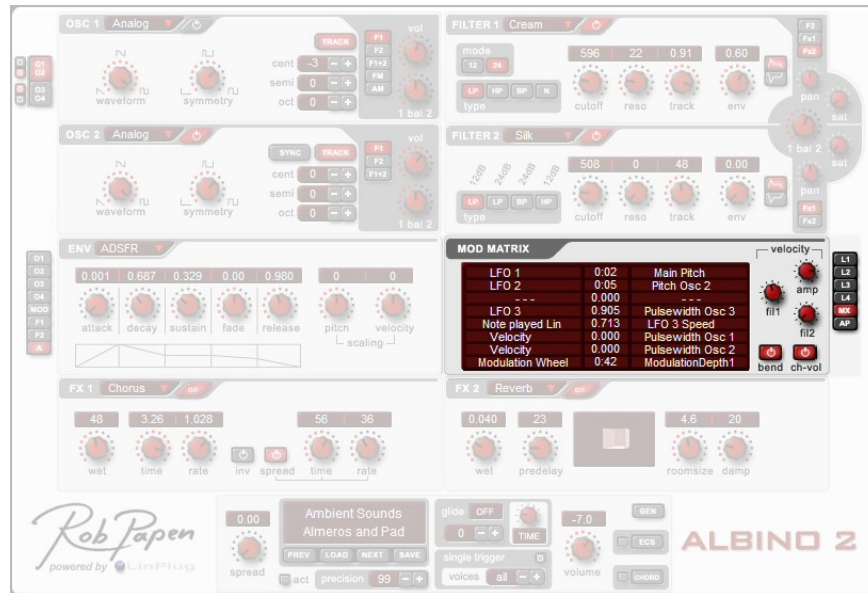 OSC 1 Analog
TRACK
cent -3 - +
semi 0 - +
oct 0 - +
waveform symmetry
F1
F2
F1+2
FM
AM
vol
1 bal 2
O1
O2
O3
O4
FILTER 1 Cream
mode
12 24
LP HP BP N
type
596 22 0.91 0.60
cutoff reso track env
F2
Fx1
Fx2
pan
sat
1 bal 2
OSC 2 Analog
SYNC TRACK
cent 0 - +
semi 0 - +
oct 0 - +
waveform symmetry
F1
F2
F1+2
vol
1 bal 2
FILTER 2 Silk
12dB 24dB 24dB 12dB
LP LP BP HP
type
508 0 48 0.00
cutoff reso track env
sat
pan
Fx1
Fx2
ENV ADSFR
0.001 0.687 0.329 0.00 0.980 0 0
attack decay sustain fade release pitch velocity
scaling
O1
O2
O3
O4
MOD
F1
F2
A
MOD MATRIX
LFO 1 0:02 Main Pitch
LFO 2 0:05 Pitch Osc 2
--- 0.000 ---
LFO 3 0.905 Pulsewidth Osc 3
Note played Lin 0.713 LFO 3 Speed
Velocity 0.000 Pulsewidth Osc 1
Velocity 0.000 Pulsewidth Osc 2
Modulation Wheel 0:42 ModulationDepth1
velocity
amp
fil1
fil2
bend ch-vol
L1
L2
L3
L4
MX
AP
FX 1 Chorus on
48 3.26 1.028 56 36
wet time rate inv spread time rate
FX 2 Reverb on
0.040 23 4.6 20
wet predelay roomsize damp
Rob Papen
powered by LinPlug
0.00
spread
Ambient Sounds
Almeros and Pad
PREV LOAD NEXT SAVE
act precision 99 - +
glide OFF
0 - + TIME
single trigger
voices all - +
-7.0
volume
GEN
ECS
CHORD
ALBINO 2